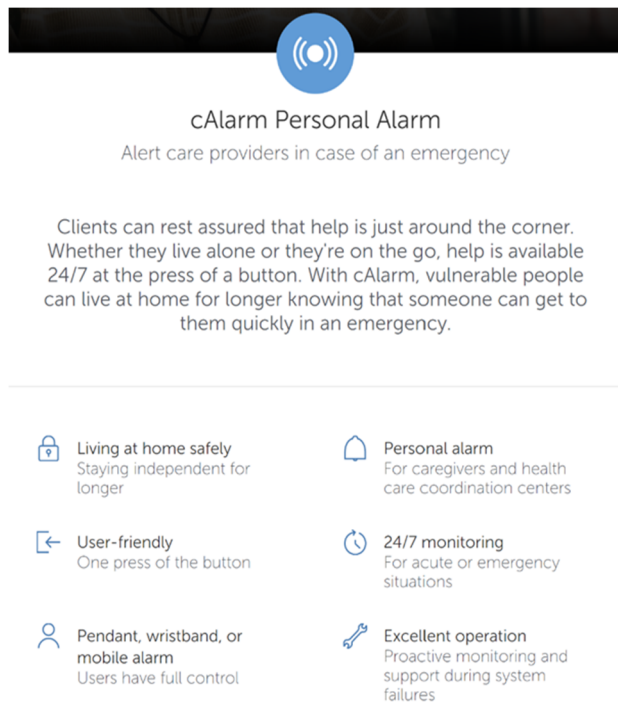 cAlarm Personal Alarm
Alert care providers in case of an emergency
Clients can rest assured that help is just around the corner.
Whether they live alone or they're on the go, help is available
24/7 at the press of a button. With cAlarm, vulnerable people
can live at home for longer knowing that someone can get to
them quickly in an emergency.
Living at home safely
Staying independent for
longer
Personal alarm
For caregivers and health
care coordination centers
User-friendly
One press of the button
24/7 monitoring
For acute or emergency
situations
Pendant, wristband, or
mobile alarm
Users have full control
Excellent operation
Proactive monitoring and
support during system
failures